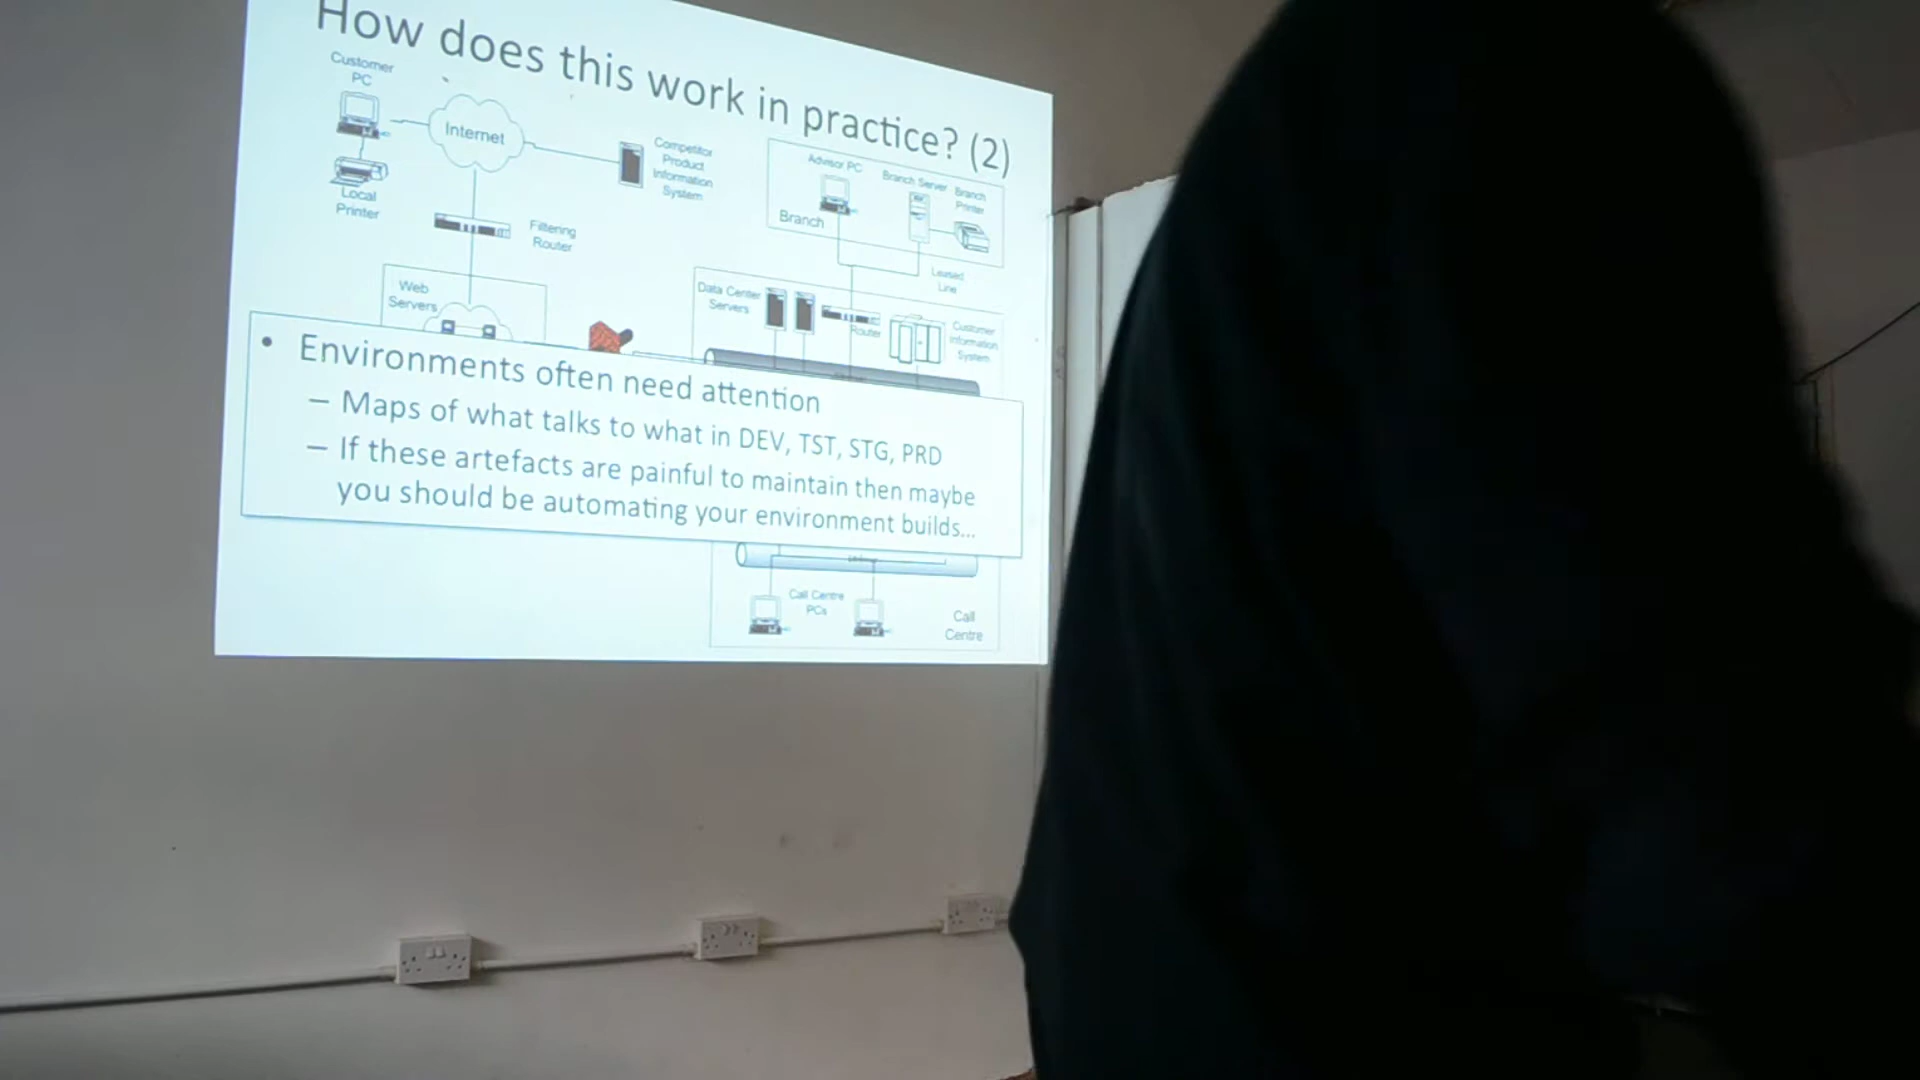 How does this work in practice? (2)
Customer
PC
Internet
Local
Printer
Filtering
Router
Competitor
Product
Information
System
Advisor PC
Branch Server
Branch
Printer
Branch
Leased
Line
Web
Servers
Data Center
Servers
Router
Customer
Information
System
• Environments often need attention
– Maps of what talks to what in DEV, TST, STG, PRD
– If these artefacts are painful to maintain then maybe
you should be automating your environment builds...
Call Centre
PCs
Call
Centre